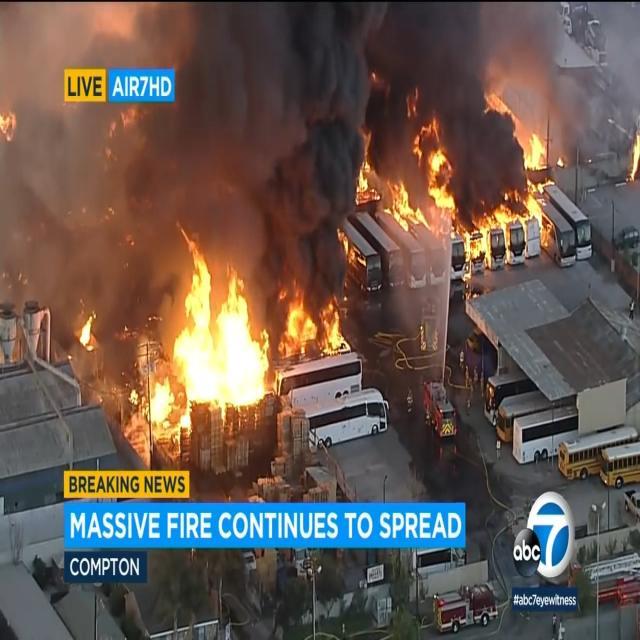 LIVE AIR7HD
BREAKING NEWS
MASSIVE FIRE CONTINUES TO SPREAD
COMPTON
abc 7
#abc7eyewitness